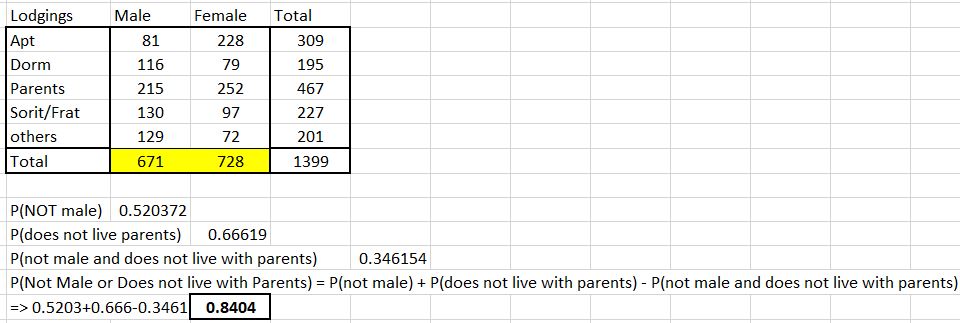 Lodgings Male Female Total
Apt 81 228 309
Dorm 116 79 195
Parents 215 252 467
Sorit/Frat 130 97 227
others 129 72 201
Total 671 728 1399
P(NOT male) 0.520372
P(does not live parents) 0.66619
P(not male and does not live with parents) 0.346154
P(Not Male or Does not live with Parents) = P(not male) + P(does not live with parents) - P(not male and does not live with parents)
=> 0.5203+0.666-0.3461 0.8404